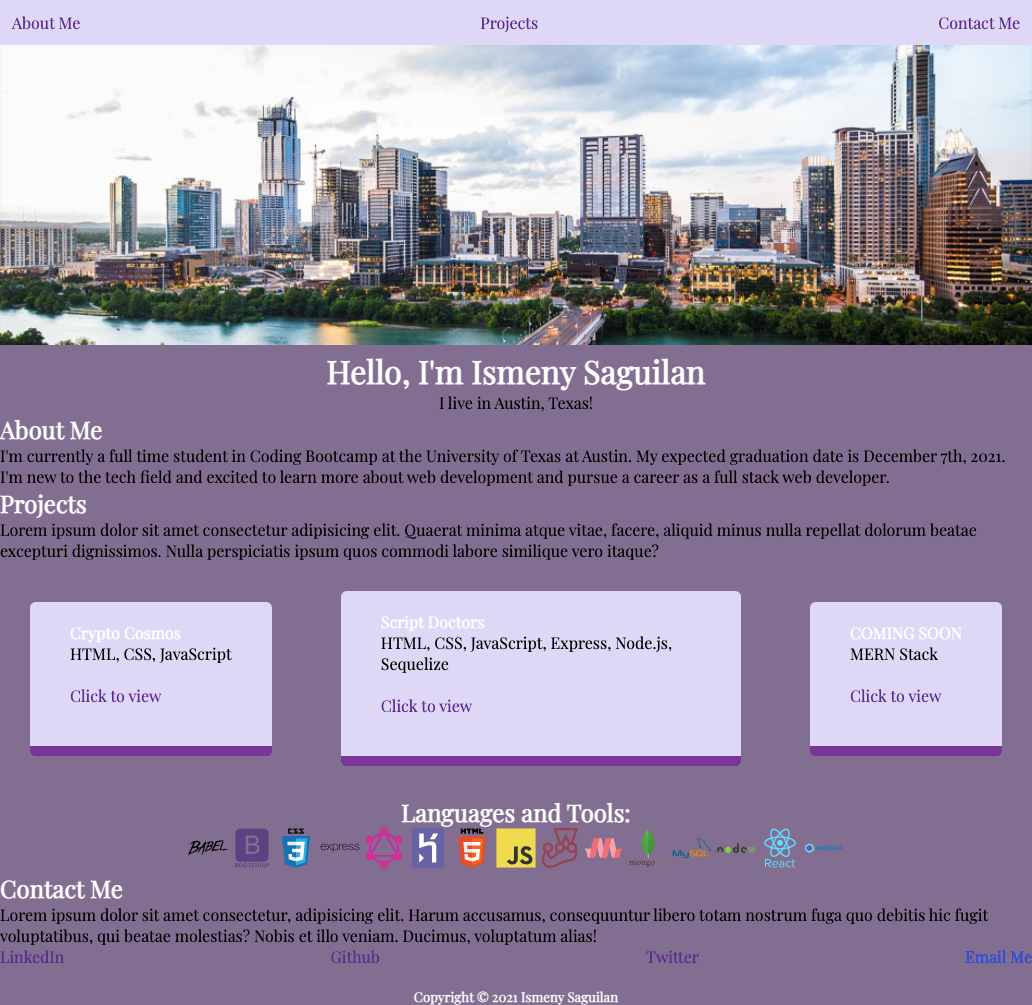 About Me
Projects
Contact Me
Hello, I'm Ismeny Saguilan
I live in Austin, Texas!
About Me
I'm currently a full time student in Coding Bootcamp at the University of Texas at Austin. My expected graduation date is December 7th, 2021.
I'm new to the tech field and excited to learn more about web development and pursue a career as a full stack web developer.
Projects
Lorem ipsum dolor sit amet consectetur adipisicing elit. Quaerat minima atque vitae, facere, aliquid minus nulla repellat dolorum beatae
excepturi dignissimos. Nulla perspiciatis ipsum quos commodi labore similique vero itaque?
Crypto Cosmos
HTML, CSS, JavaScript
Click to view
Script Doctors
HTML, CSS, JavaScript, Express, Node.js,
Sequelize
Click to view
COMING SOON
MERN Stack
Click to view
Languages and Tools:
BABEL
B
BOOTSTRAP
CSS
3
express
HTML
5
JS
mongo
MySQL
node
React
Contact Me
Lorem ipsum dolor sit amet consectetur, adipisicing elit. Harum accusamus, consequuntur libero totam nostrum fuga quo debitis hic fugit
voluptatibus, qui beatae molestias? Nobis et illo veniam. Ducimus, voluptatum alias!
LinkedIn
Github
Twitter
Email Me
Copyright © 2021 Ismeny Saguilan